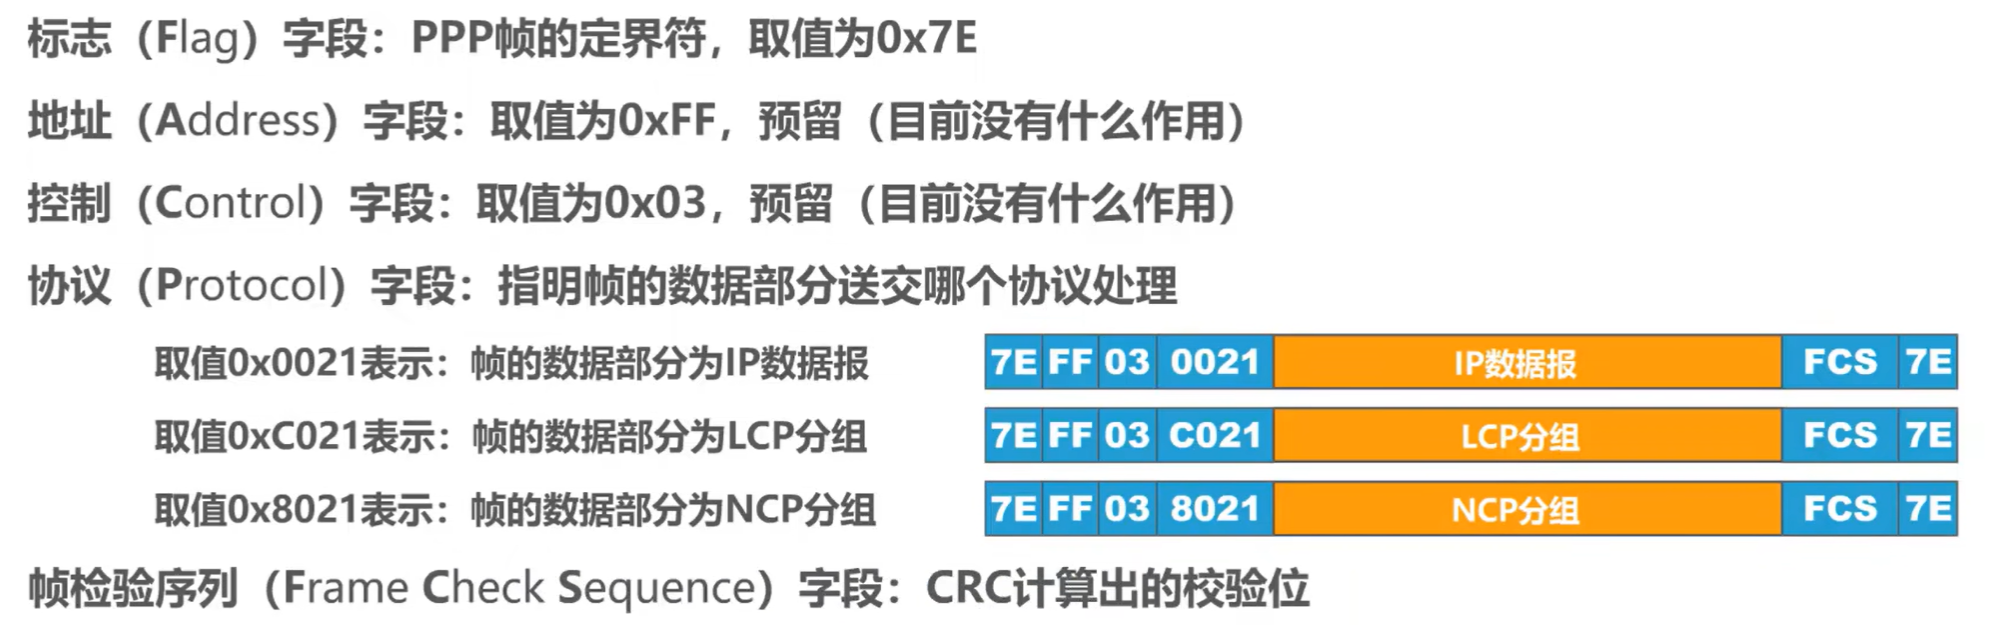 标志（Flag）字段：PPP帧的定界符，取值为0x7E
地址（Address）字段：取值为0xFF，预留（目前没有什么作用）
控制（Control）字段：取值为0x03，预留（目前没有什么作用）
协议（Protocol）字段：指明帧的数据部分送交哪个协议处理
取值0x0021表示：帧的数据部分为IP数据报
7E FF 03 0021 IP数据报 FCS 7E
取值0xC021表示：帧的数据部分为LCP分组
7E FF 03 C021 LCP分组 FCS 7E
取值0x8021表示：帧的数据部分为NCP分组
7E FF 03 8021 NCP分组 FCS 7E
帧检验序列（Frame Check Sequence）字段：CRC计算出的校验位